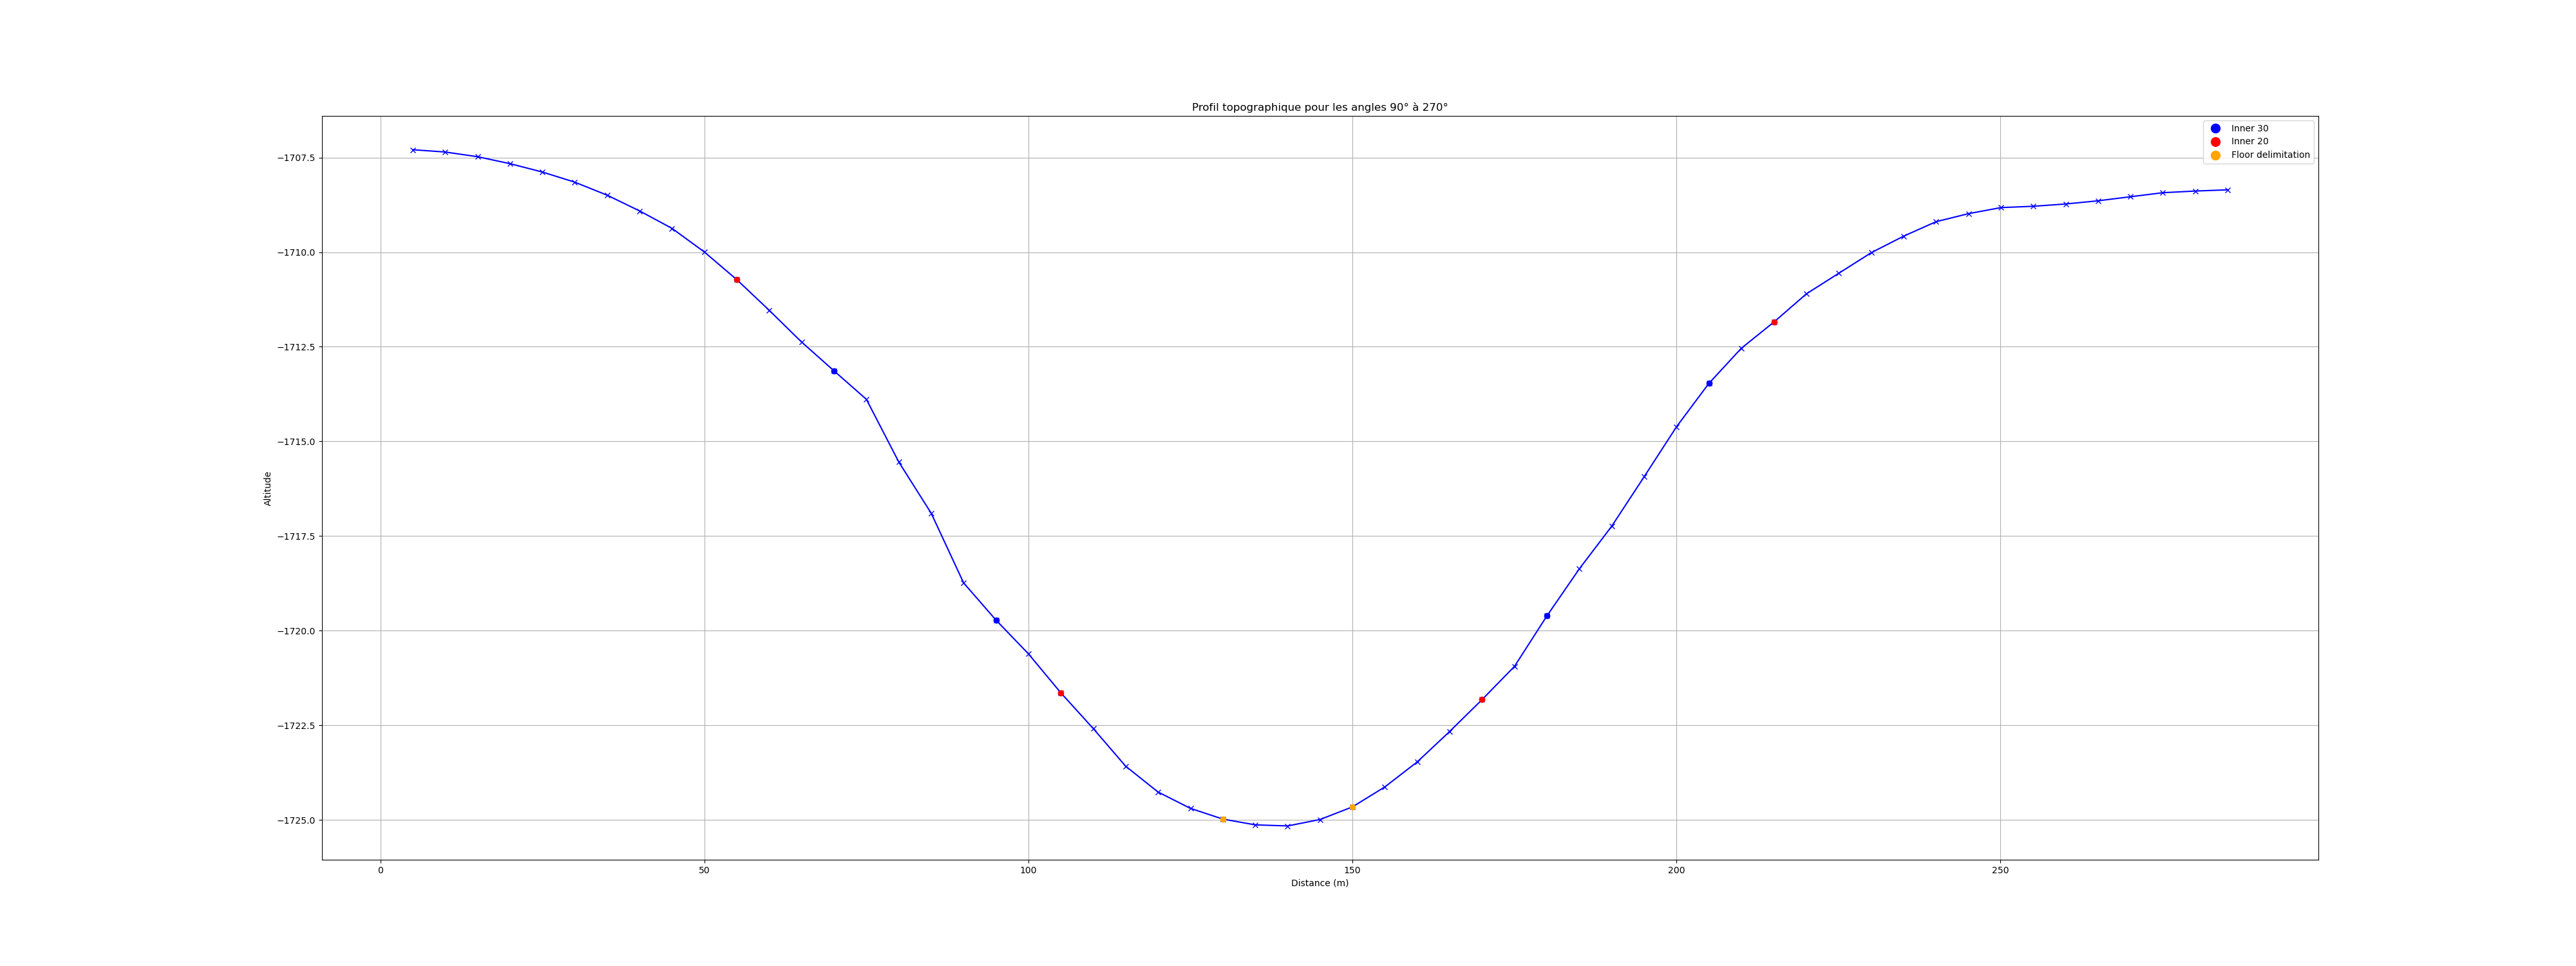 Profil topographique pour les angles 90° à 270°
Inner 30
Inner 20
Floor delimitation
−1707.5
−1710.0
−1712.5
−1715.0
−1717.5
−1720.0
−1722.5
−1725.0
Altitude
0 50 100 150 200 250
Distance (m)